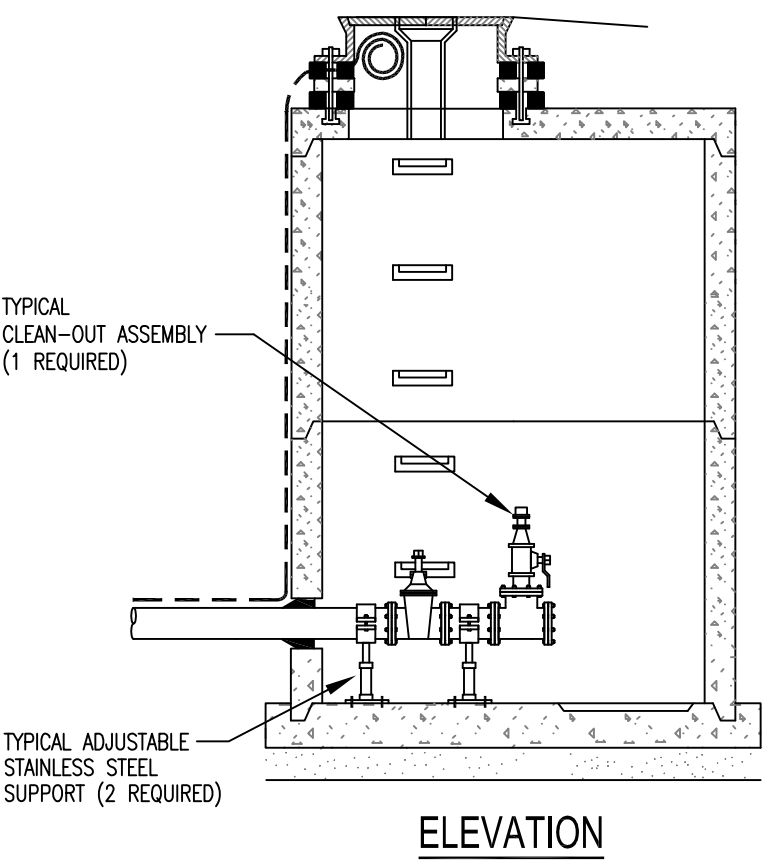 TYPICAL
CLEAN-OUT ASSEMBLY
(1 REQUIRED)
TYPICAL ADJUSTABLE
STAINLESS STEEL
SUPPORT (2 REQUIRED)
ELEVATION